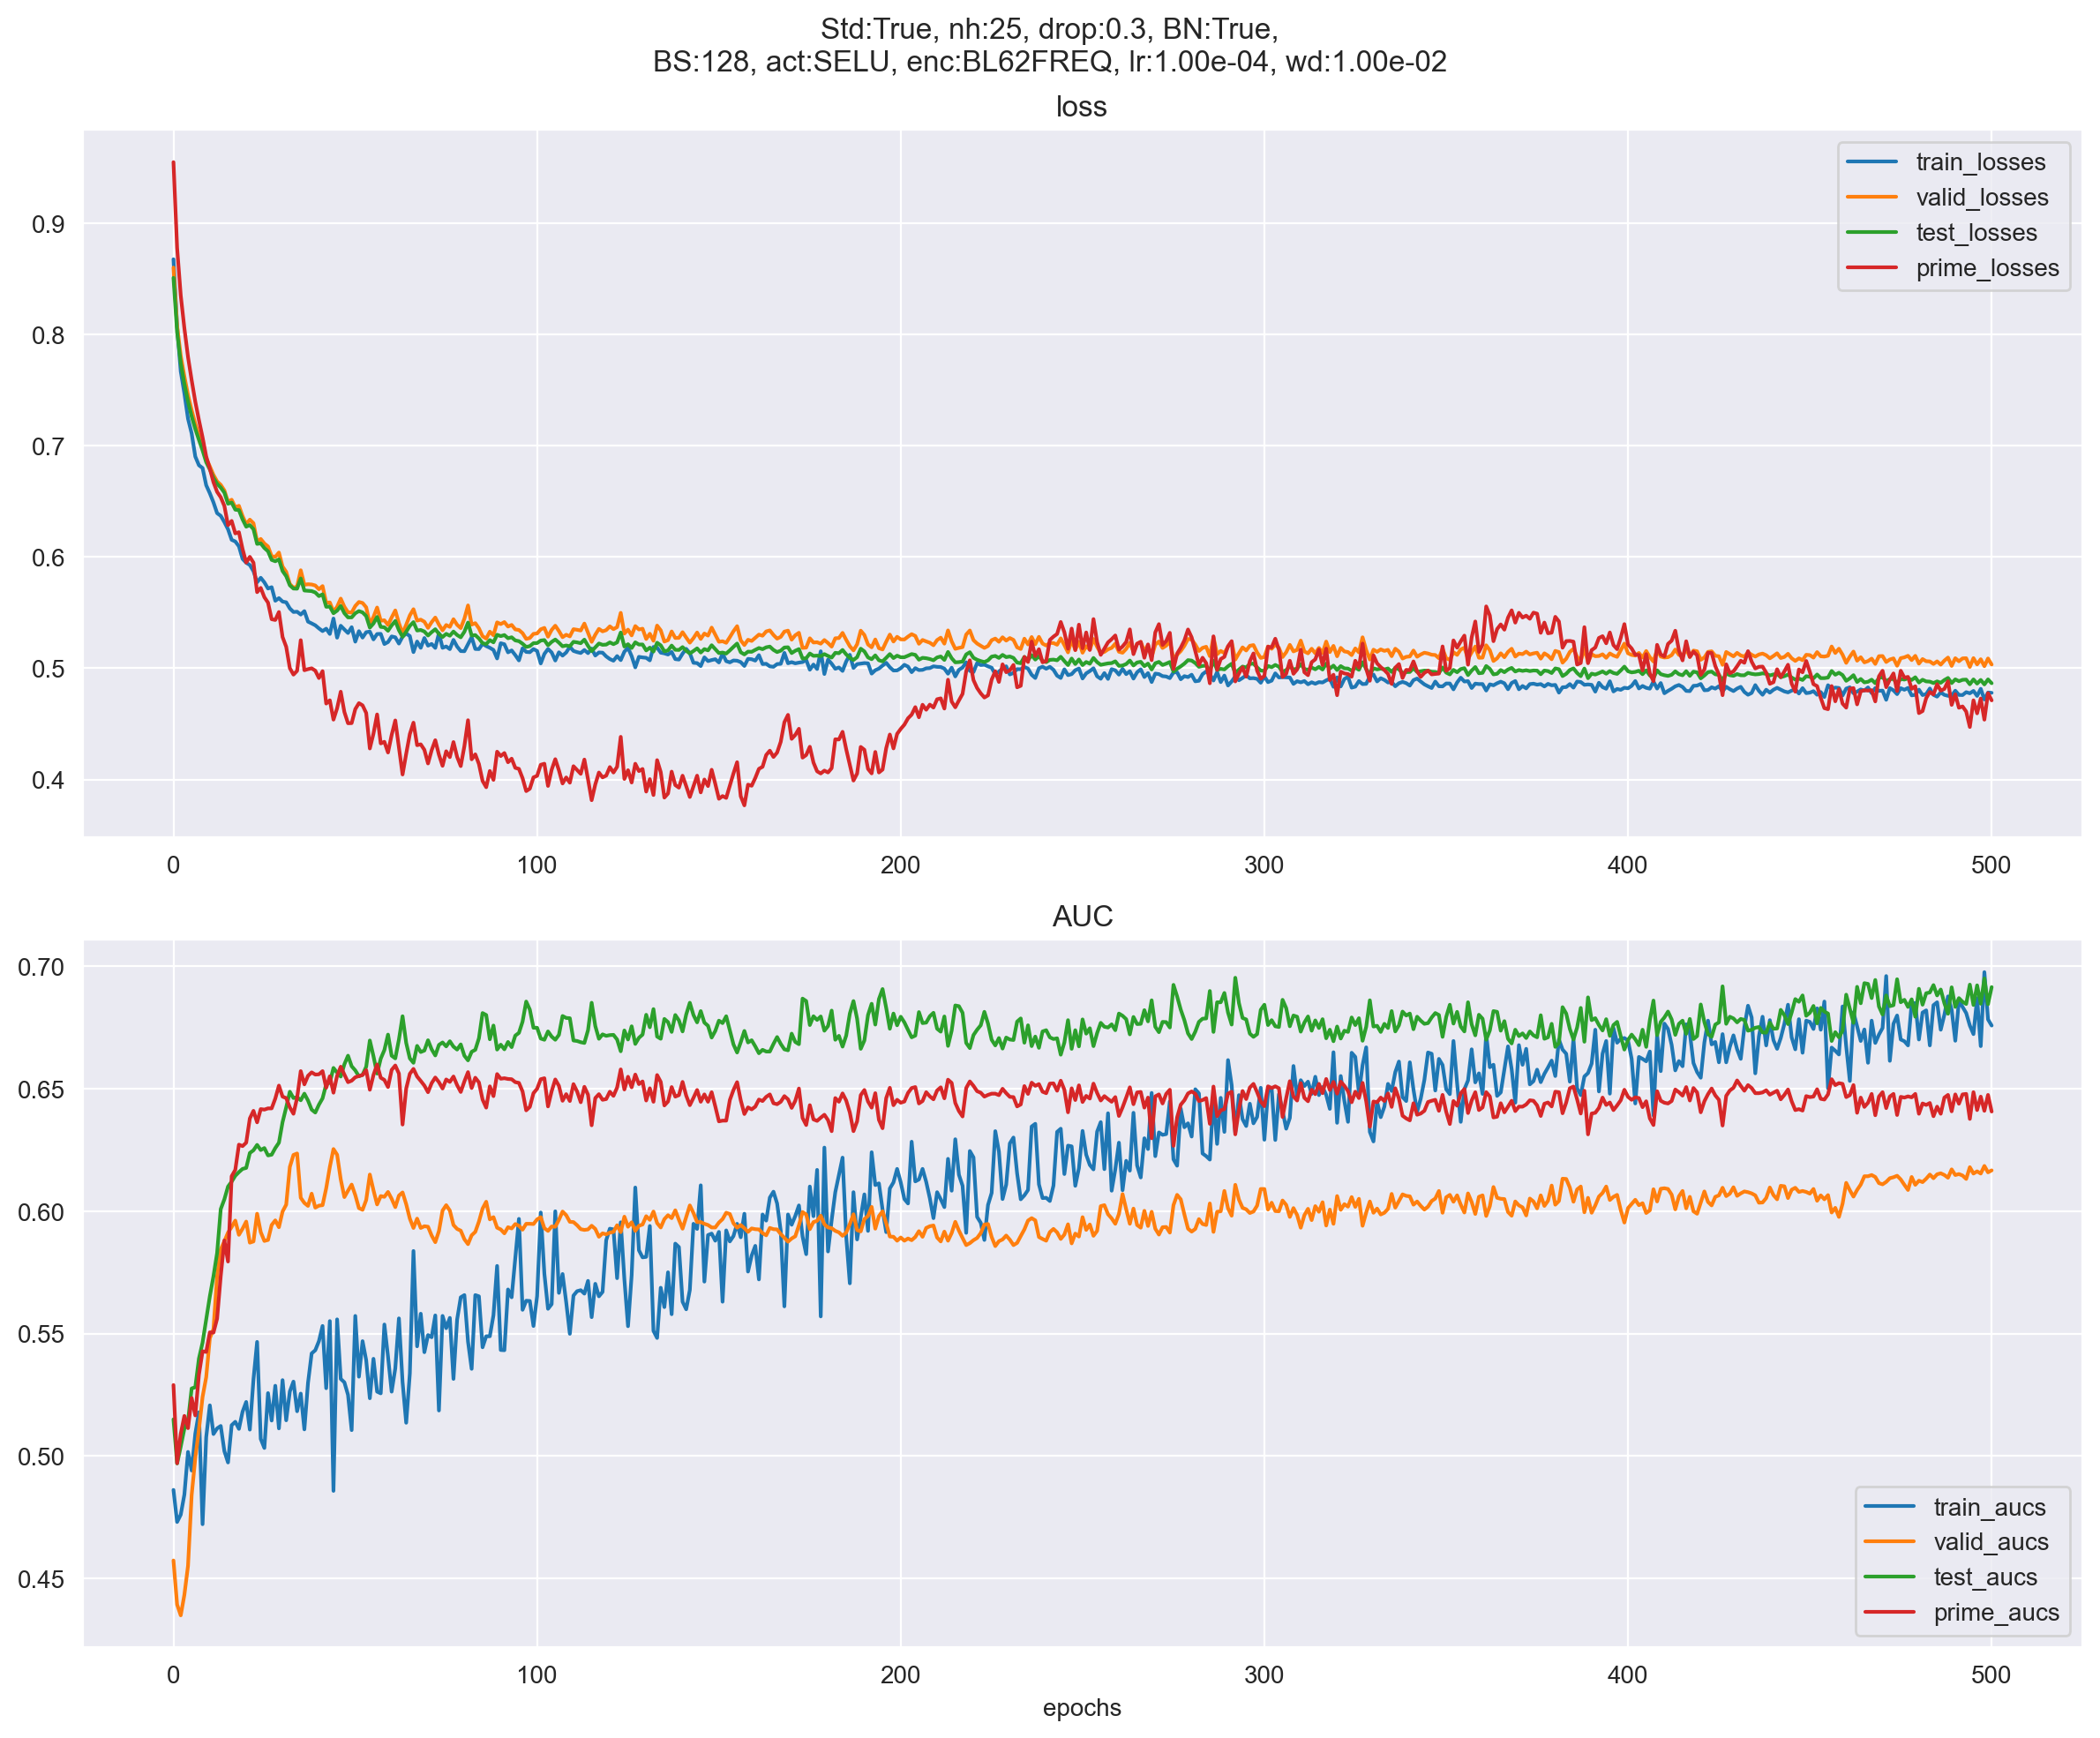 Std:True, nh:25, drop:0.3, BN:True,
BS:128, act:SELU, enc:BL62FREQ, lr:1.00e-04, wd:1.00e-02
loss
train_losses
valid_losses
test_losses
prime_losses
0.9
0.8
0.7
0.6
0.5
0.4
0 100 200 300 400 500
AUC
0.70
0.65
0.60
0.55
0.50
0.45
train_aucs
valid_aucs
test_aucs
prime_aucs
0 100 200 300 400 500
epochs